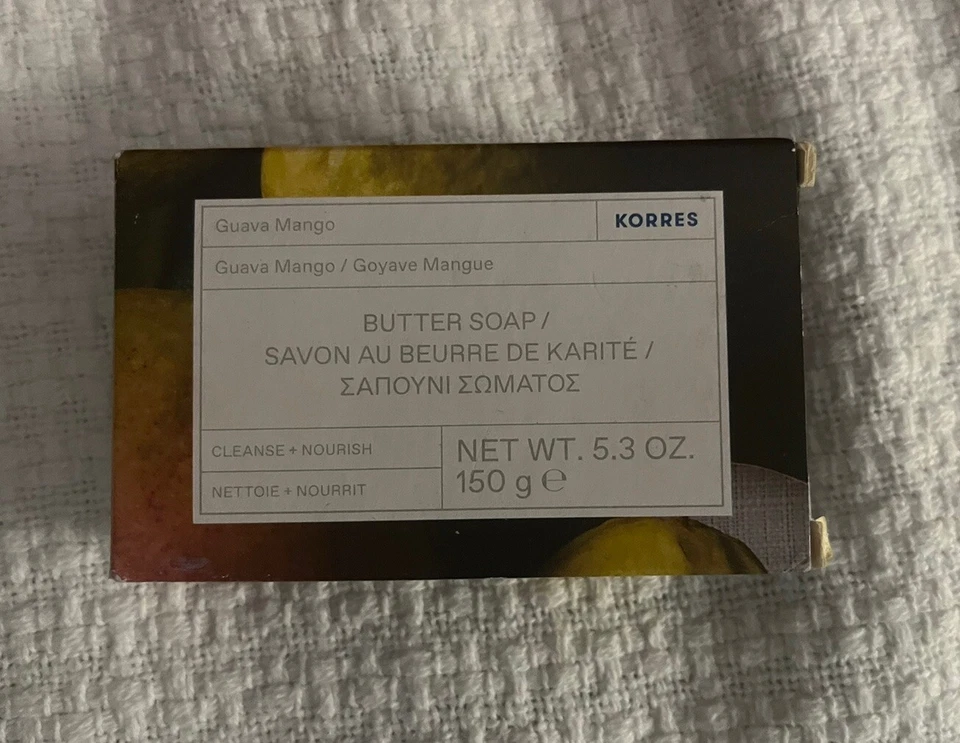 Guava Mango
KORRES
Guava Mango / Goyave Mangue
BUTTER SOAP /
SAVON AU BEURRE DE KARITÉ /
ΣΑΠΟΥΝΙ ΣΩΜΑΤΟΣ
CLEANSE + NOURISH
NETTOIE + NOURRIT
NET WT. 5.3 OZ.
150 g ℮